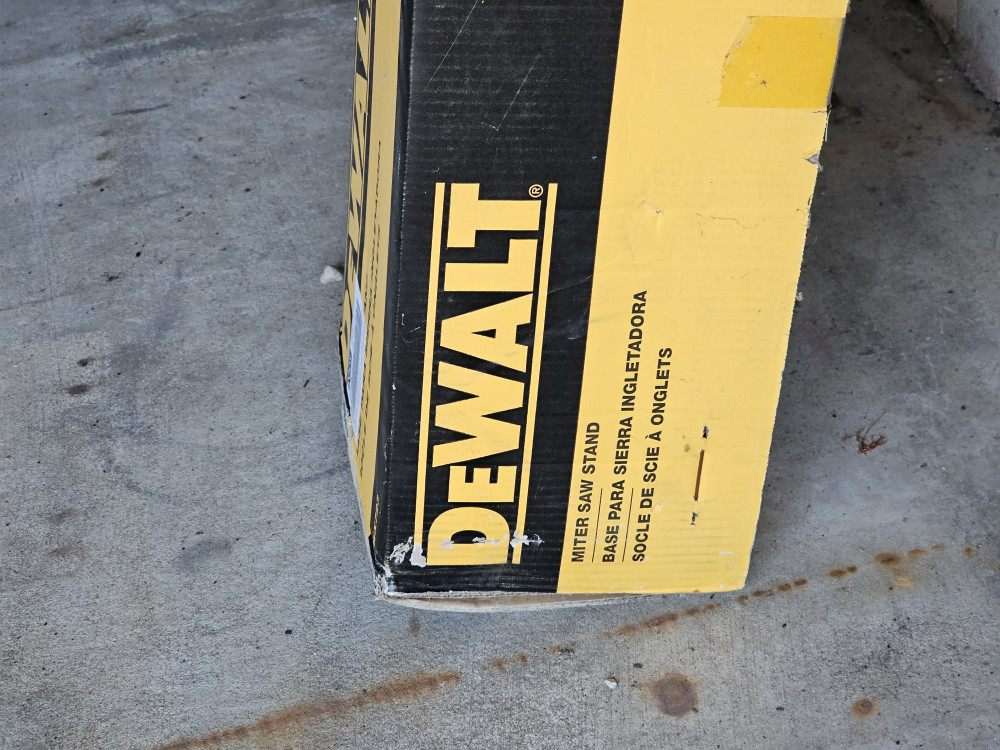 DEWALT®
MITER SAW STAND
BASE PARA SIERRA INGLETADORA
SOCLE DE SCIE À ONGLETS